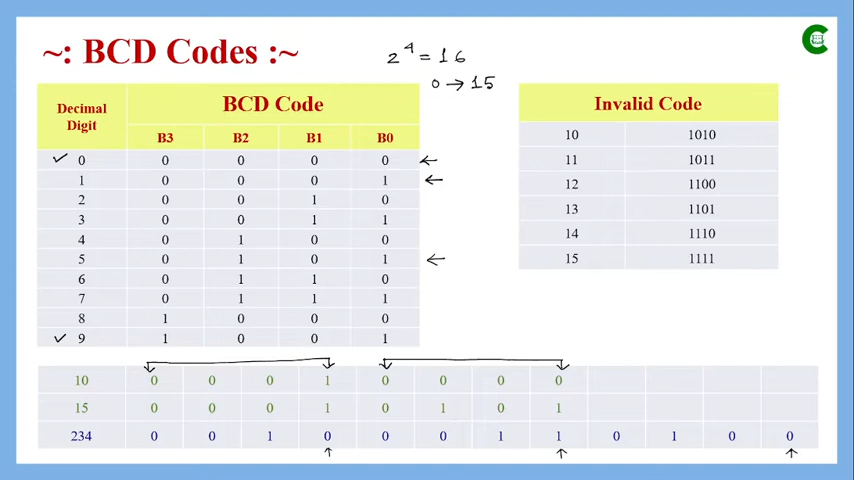 ~: BCD Codes :~
2^4 = 16
0 → 15
Decimal Digit BCD Code
B3 B2 B1 B0
✓ 0 0 0 0 0 ←
1 0 0 0 1 ←
2 0 0 1 0
3 0 0 1 1
4 0 1 0 0
5 0 1 0 1 ←
6 0 1 1 0
7 0 1 1 1
8 1 0 0 0
✓ 9 1 0 0 1
Invalid Code
10 1010
11 1011
12 1100
13 1101
14 1110
15 1111
10 0 0 0 1 0 0 0 0
15 0 0 0 1 0 1 0 1
234 0 0 1 0 0 0 1 1 0 1 0 0